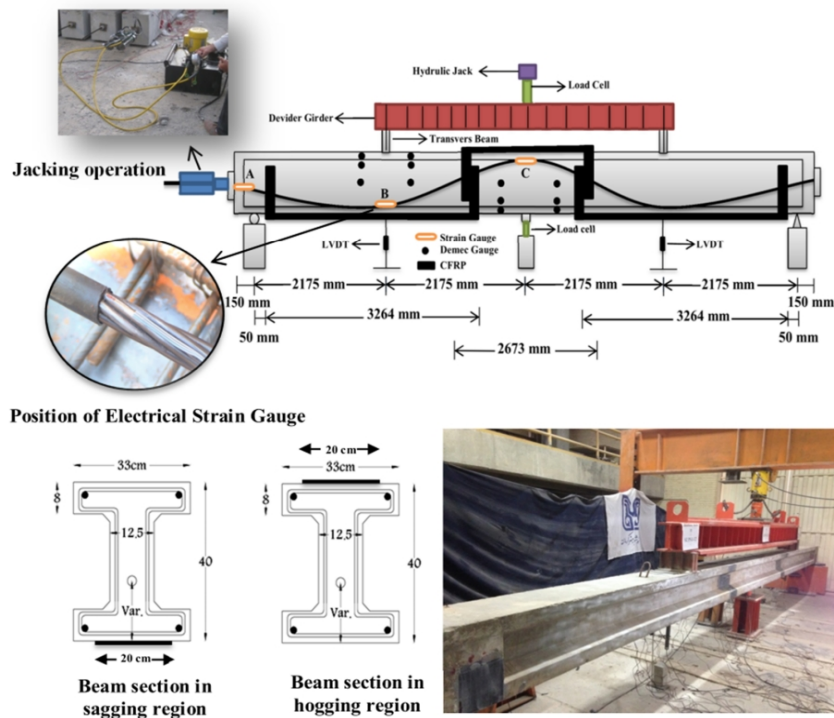 Hydrulic Jack
Load Cell
Devider Girder
Transvers Beam
Jacking operation
A
B
C
Strain Gauge
Demec Gauge
CFRP
LVDT
Load cell
LVDT
2175 mm
2175 mm
2175 mm
2175 mm
150 mm
150 mm
3264 mm
3264 mm
50 mm
50 mm
2673 mm
Position of Electrical Strain Gauge
33cm
8
12.5
40
Var.
20 cm
Beam section in
sagging region
20 cm
33cm
8
12.5
40
Var.
Beam section in
hogging region